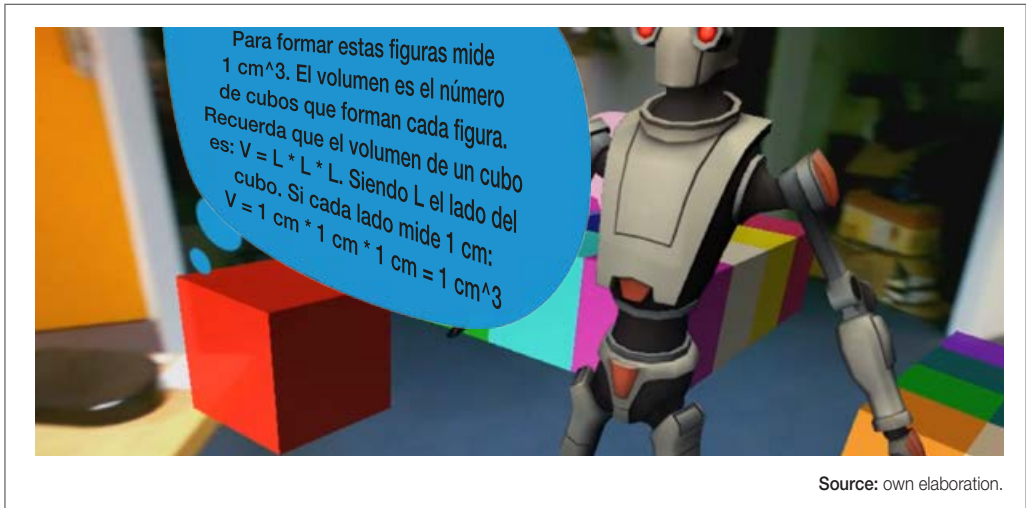 Para formar estas figuras mide
1 cm^3. El volumen es el número
de cubos que forman cada figura.
Recuerda que el volumen de un cubo
es: V = L * L * L. Siendo L el lado del
cubo. Si cada lado mide 1 cm:
V = 1 cm * 1 cm * 1 cm = 1 cm^3
Source: own elaboration.